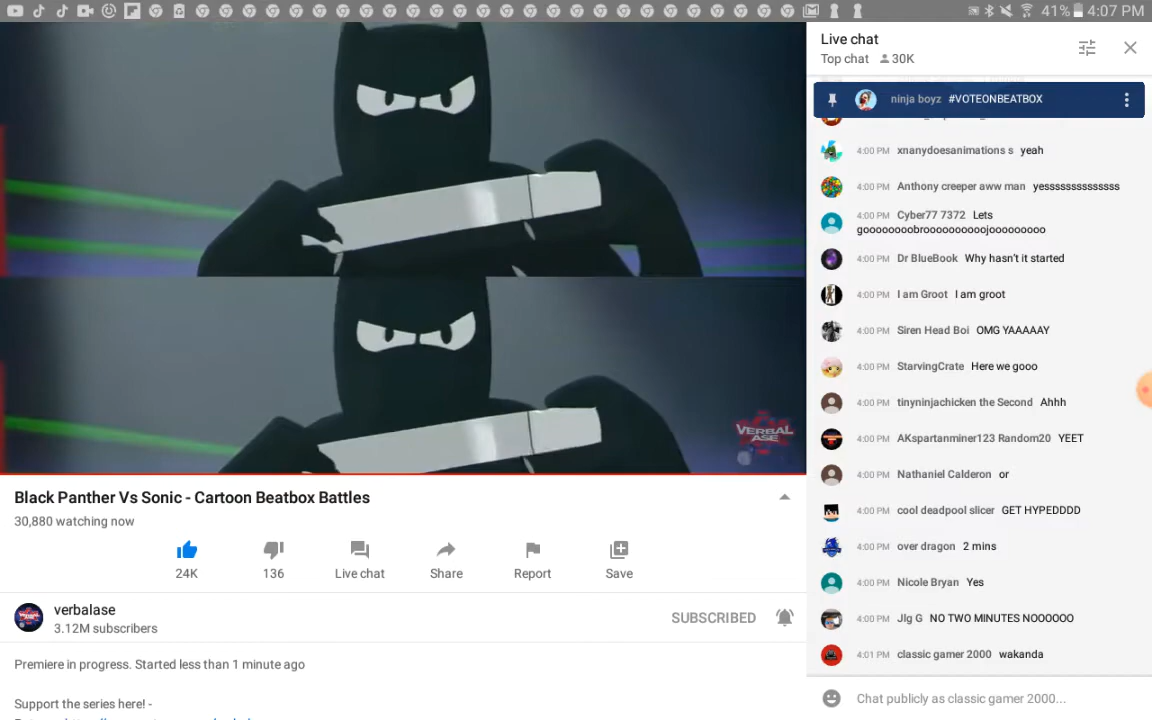 41% 4:07 PM
Live chat
Top chat 30K
ninja boyz #VOTEONBEATBOX
4:00 PM xnanydoesanimations s yeah
4:00 PM Anthony creeper aww man yesssssssssssssss
4:00 PM Cyber77 7372 Lets
goooooooobroooooooooojooooooooo
4:00 PM Dr BlueBook Why hasn't it started
4:00 PM I am Groot I am groot
4:00 PM Siren Head Boi OMG YAAAAAY
4:00 PM StarvingCrate Here we gooo
4:00 PM tinyninjachicken the Second Ahhh
4:00 PM AKspartanminer123 Random20 YEET
4:00 PM Nathaniel Calderon or
4:00 PM cool deadpool slicer GET HYPEDDDD
4:00 PM over dragon 2 mins
4:00 PM Nicole Bryan Yes
4:00 PM Jlg G NO TWO MINUTES NOOOOOO
4:01 PM classic gamer 2000 wakanda
Chat publicly as classic gamer 2000...
VERBAL
ASE
Black Panther Vs Sonic - Cartoon Beatbox Battles
30,880 watching now
24K 136 Live chat Share Report Save
verbalase
3.12M subscribers
SUBSCRIBED
Premiere in progress. Started less than 1 minute ago
Support the series here! -